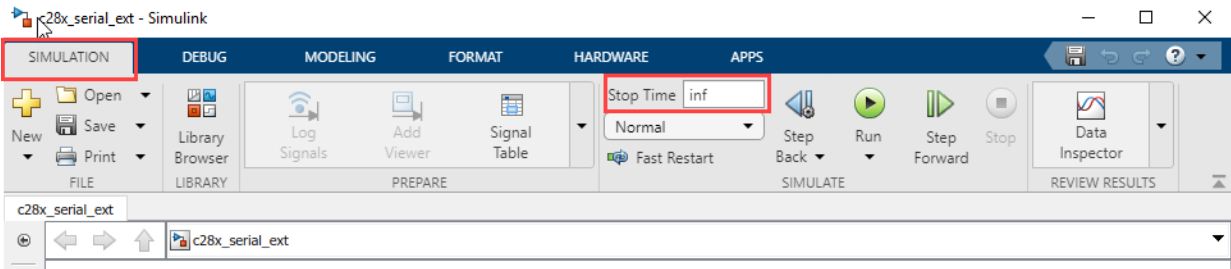 c28x_serial_ext - Simulink
SIMULATION DEBUG MODELING FORMAT HARDWARE APPS ?
New
Open
Save
Print
FILE
Library
Browser
LIBRARY
Log
Signals
Add
Viewer
Signal
Table
PREPARE
Stop Time inf
Normal
Fast Restart
Step
Back
Run
Step
Forward
Stop
SIMULATE
Data
Inspector
REVIEW RESULTS
c28x_serial_ext
c28x_serial_ext